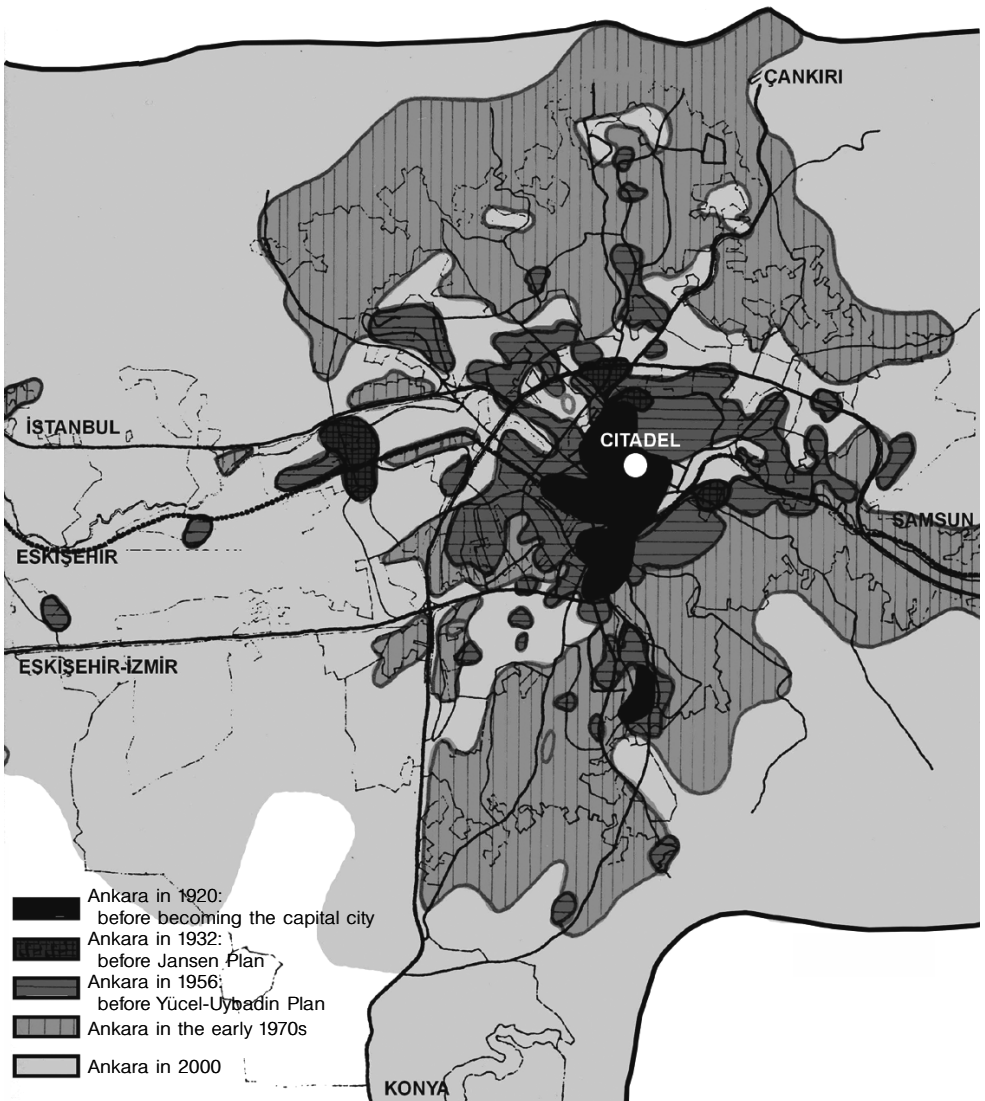 ÇANKIRI
İSTANBUL
CITADEL
SAMSUN
ESKİŞEHİR
ESKİŞEHİR-İZMİR
Ankara in 1920:
before becoming the capital city
Ankara in 1932:
before Jansen Plan
Ankara in 1956:
before Yücel-Uybadin Plan
Ankara in the early 1970s
Ankara in 2000
KONYA